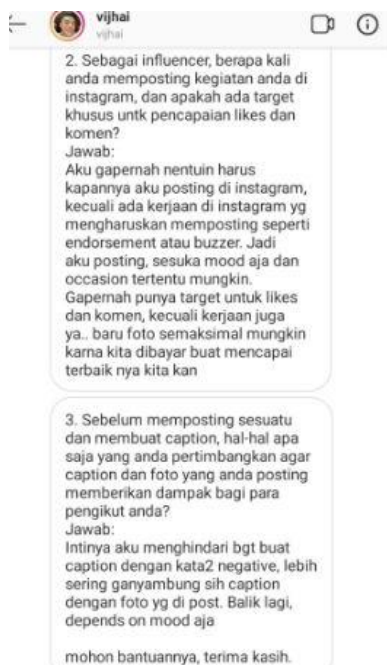 vijhai
vijhai
2. Sebagai influencer, berapa kali
anda memposting kegiatan anda di
instagram, dan apakah ada target
khusus untk pencapaian likes dan
komen?
Jawab:
Aku gapernah nentuin harus
kapannya aku posting di instagram,
kecuali ada kerjaan di instagram yg
mengharuskan memposting seperti
endorsement atau buzzer. Jadi
aku posting, sesuka mood aja dan
occasion tertentu mungkin.
Gapernah punya target untuk likes
dan komen, kecuali kerjaan juga
ya.. baru foto semaksimal mungkin
karna kita dibayar buat mencapai
terbaik nya kita kan
3. Sebelum memposting sesuatu
dan membuat caption, hal-hal apa
saja yang anda pertimbangkan agar
caption dan foto yang anda posting
memberikan dampak bagi para
pengikut anda?
Jawab:
Intinya aku menghindari bgt buat
caption dengan kata2 negative, lebih
sering ganyambung sih caption
dengan foto yg di post. Balik lagi,
depends on mood aja
mohon bantuannya, terima kasih.